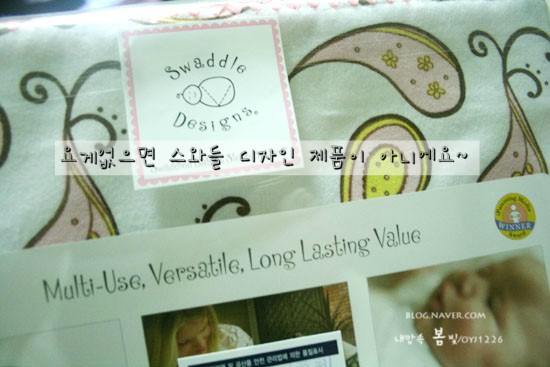 Swaddle
Designs®
요게없으면 스와들 디자인 제품이 아니에요~
WINNER
Multi-Use, Versatile, Long Lasting Value
BLOG.NAVER.COM
내맘속 봄빛/OYJ1226